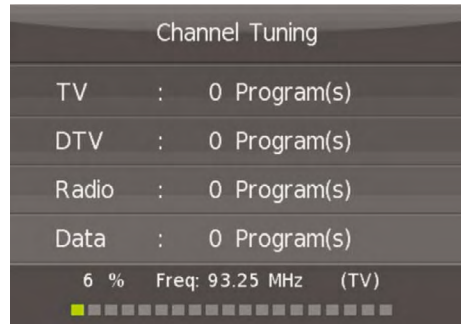 Channel Tuning
TV : 0 Program(s)
DTV : 0 Program(s)
Radio : 0 Program(s)
Data : 0 Program(s)
6 % Freq: 93.25 MHz (TV)